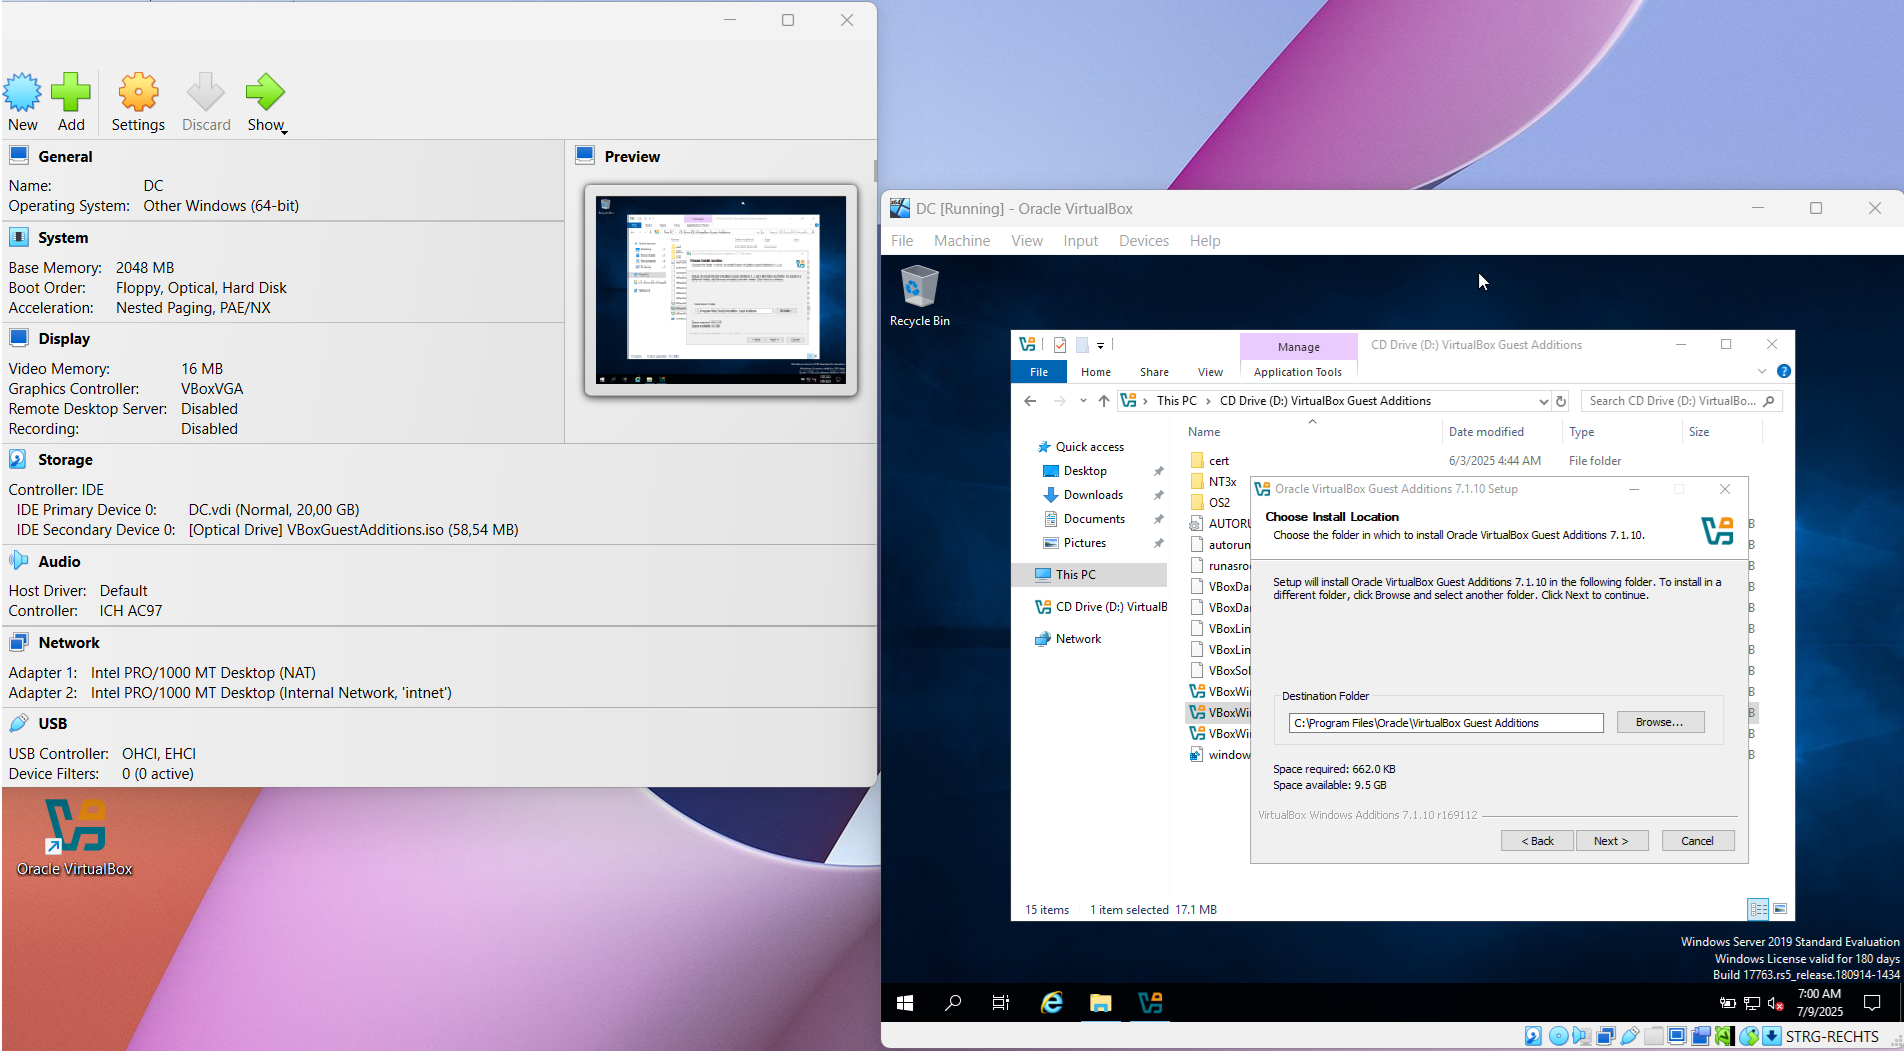 New
Add
Settings
Discard
Show
General
Name: DC
Operating System: Other Windows (64-bit)
System
Base Memory: 2048 MB
Boot Order: Floppy, Optical, Hard Disk
Acceleration: Nested Paging, PAE/NX
Display
Video Memory: 16 MB
Graphics Controller: VBoxVGA
Remote Desktop Server: Disabled
Recording: Disabled
Storage
Controller: IDE
IDE Primary Device 0: DC.vdi (Normal, 20,00 GB)
IDE Secondary Device 0: [Optical Drive] VBoxGuestAdditions.iso (58,54 MB)
Audio
Host Driver: Default
Controller: ICH AC97
Network
Adapter 1: Intel PRO/1000 MT Desktop (NAT)
Adapter 2: Intel PRO/1000 MT Desktop (Internal Network, 'intnet')
USB
USB Controller: OHCI, EHCI
Device Filters: 0 (0 active)
Preview
Oracle VirtualBox
DC [Running] - Oracle VirtualBox
File Machine View Input Devices Help
Recycle Bin
Manage
CD Drive (D:) VirtualBox Guest Additions
File Home Share View Application Tools
This PC > CD Drive (D:) VirtualBox Guest Additions
Search CD Drive (D:) VirtualBo...
Name Date modified Type Size
Quick access
Desktop
Downloads
Documents
Pictures
This PC
CD Drive (D:) VirtualB
Network
cert 6/3/2025 4:44 AM File folder
NT3x
OS2
AUTORU
autorun
runasroo
VBoxDar
VBoxDar
VBoxLin
VBoxLin
VBoxSol
VBoxWin
VBoxWin
VBoxWin
window
Oracle VirtualBox Guest Additions 7.1.10 Setup
Choose Install Location
Choose the folder in which to install Oracle VirtualBox Guest Additions 7.1.10.
Setup will install Oracle VirtualBox Guest Additions 7.1.10 in the following folder. To install in a
different folder, click Browse and select another folder. Click Next to continue.
Destination Folder
C:\Program Files\Oracle\VirtualBox Guest Additions
Browse...
Space required: 662.0 KB
Space available: 9.5 GB
VirtualBox Windows Additions 7.1.10 r169112
< Back
Next >
Cancel
15 items 1 item selected 17.1 MB
Windows Server 2019 Standard Evaluation
Windows License valid for 180 days
Build 17763.rs5_release.180914-1434
7:00 AM
7/9/2025
STRG-RECHTS